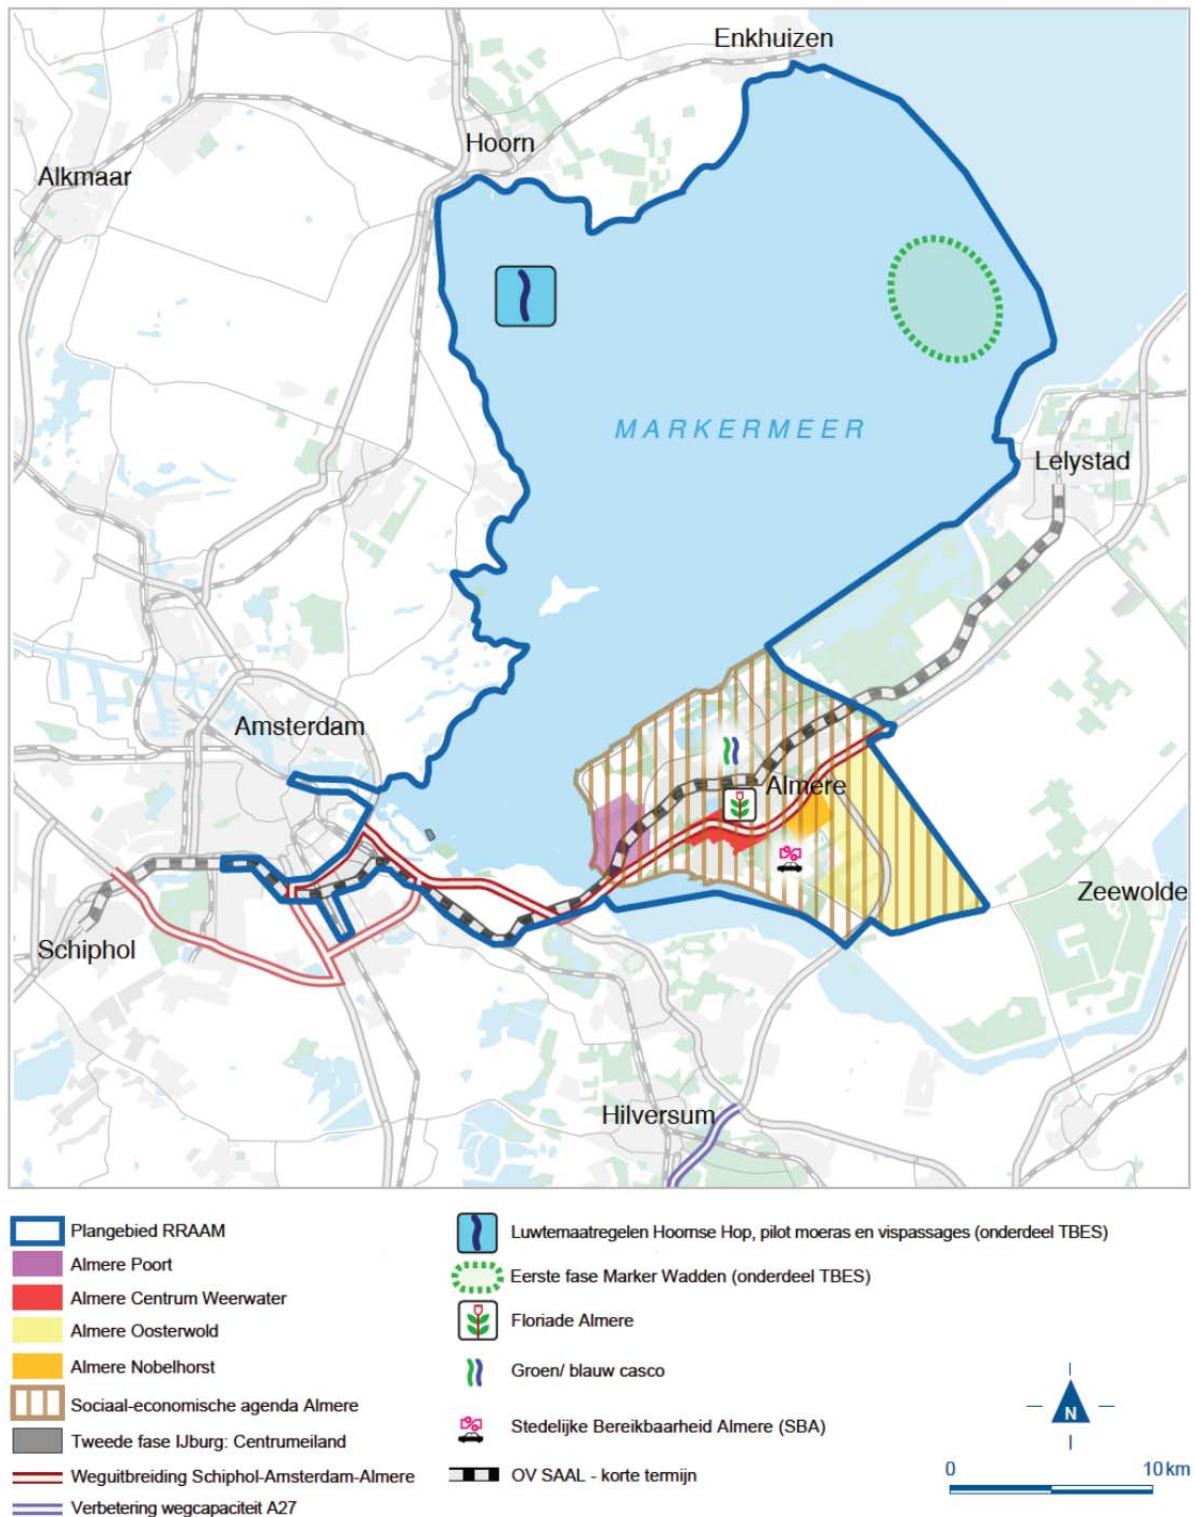 Enkhuizen
Hoorn
Alkmaar
MARKERMEER
Lelystad
Amsterdam
Almere
Zeewolde
Schiphol
Hilversum
Plangebied RRAAM
Almere Poort
Almere Centrum Weerwater
Almere Oosterwold
Almere Nobelhorst
Sociaal-economische agenda Almere
Tweede fase IJburg: Centrumeiland
Weguitbreiding Schiphol-Amsterdam-Almere
Verbetering wegcapaciteit A27
Luwtemaatregelen Hoornse Hop, pilot moeras en vispassages (onderdeel TBES)
Eerste fase Marker Wadden (onderdeel TBES)
Floriade Almere
Groen/ blauw casco
Stedelijke Bereikbaarheid Almere (SBA)
OV SAAL - korte termijn
N
0 10 km